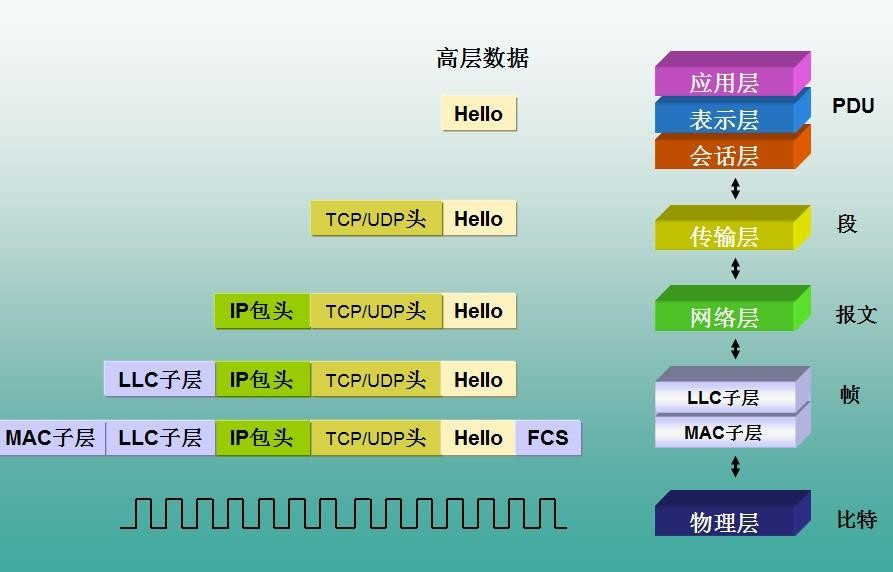 高层数据
应用层
PDU
Hello
表示层
会话层
TCP/UDP头 Hello
传输层
段
IP包头 TCP/UDP头 Hello
网络层
报文
LLC子层 IP包头 TCP/UDP头 Hello
LLC子层
帧
MAC子层 LLC子层 IP包头 TCP/UDP头 Hello FCS
MAC子层
物理层
比特